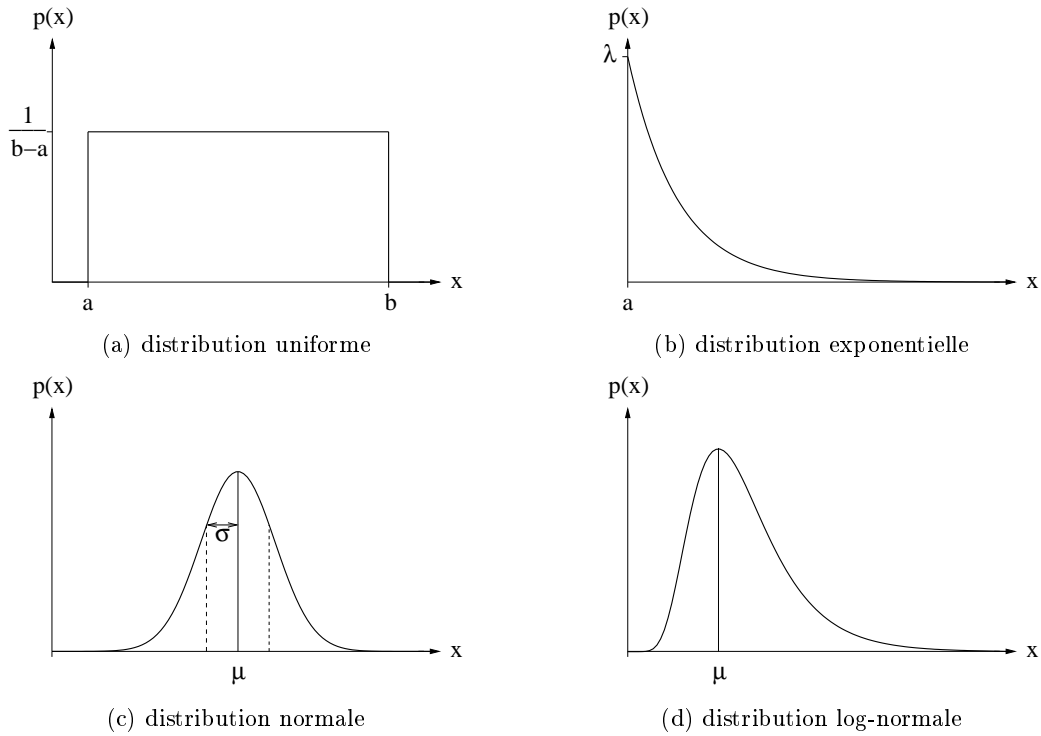 p(x)
1
b−a
a
b
x
(a) distribution uniforme
p(x)
λ
a
x
(b) distribution exponentielle
p(x)
σ
μ
x
(c) distribution normale
p(x)
μ
x
(d) distribution log-normale